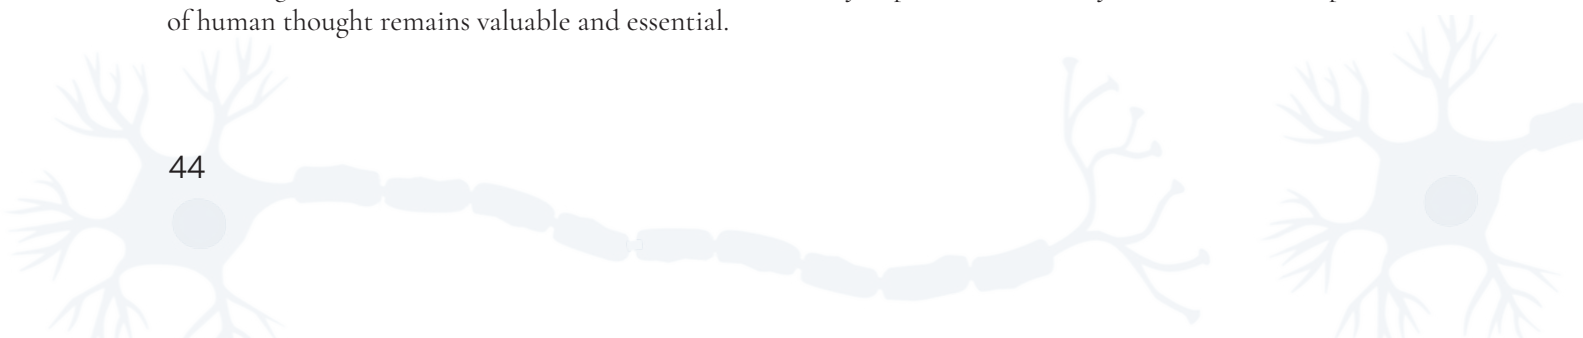 of human thought remains valuable and essential.
44